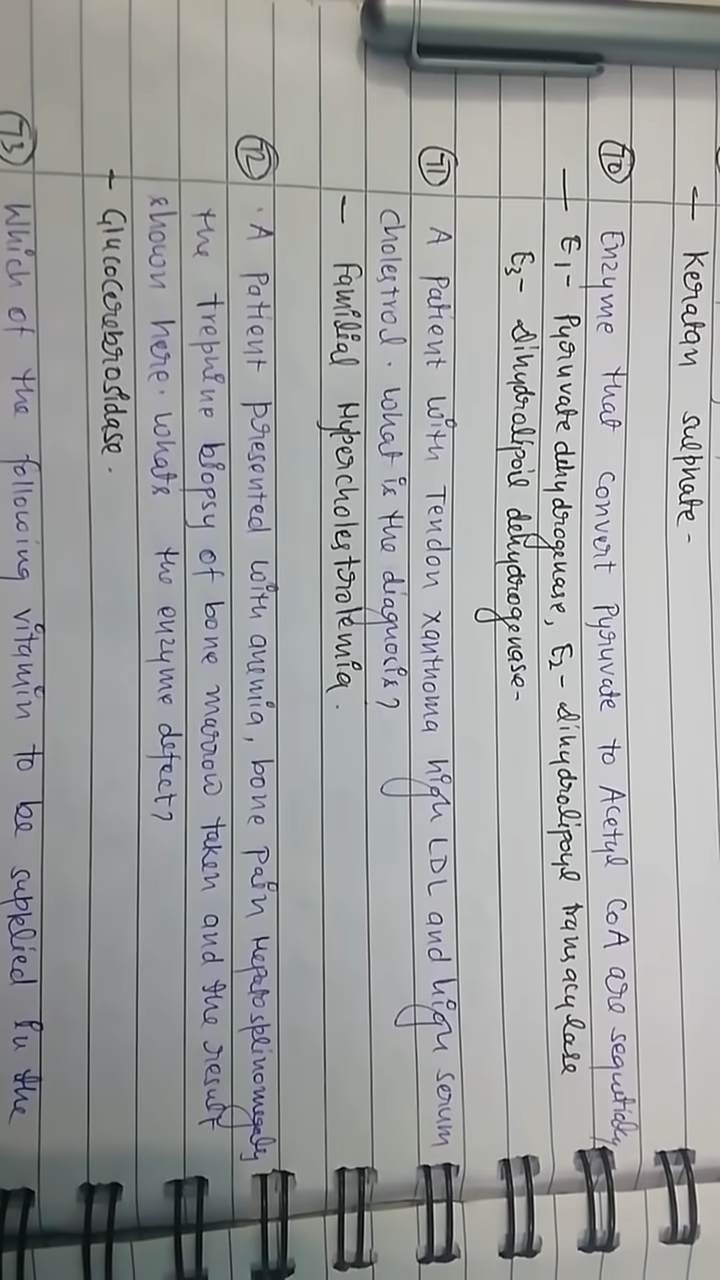 - Keratan sulphate-
70 Enzyme that convert Pyruvate to Acetyl CoA are sequetialy
- E1- Pyruvate dehydrogenase, E2- dihydrolipoyl transacylase
E3- dihydrolipoil dehydrogenase-
71 A patient with Tendon xanthoma high LDL and high serum
cholestrol. what is the diagnosis?
- familial Hypercholestrolemia.
72 . A patient presented with anemia, bone pain Hepatosplinomegaly
the trephine biopsy of bone marrow taken and the result
shown here. whats the enzyme defect?
- Glucocerebrosidase.
73 Which of the following vitamin to be supplied in the